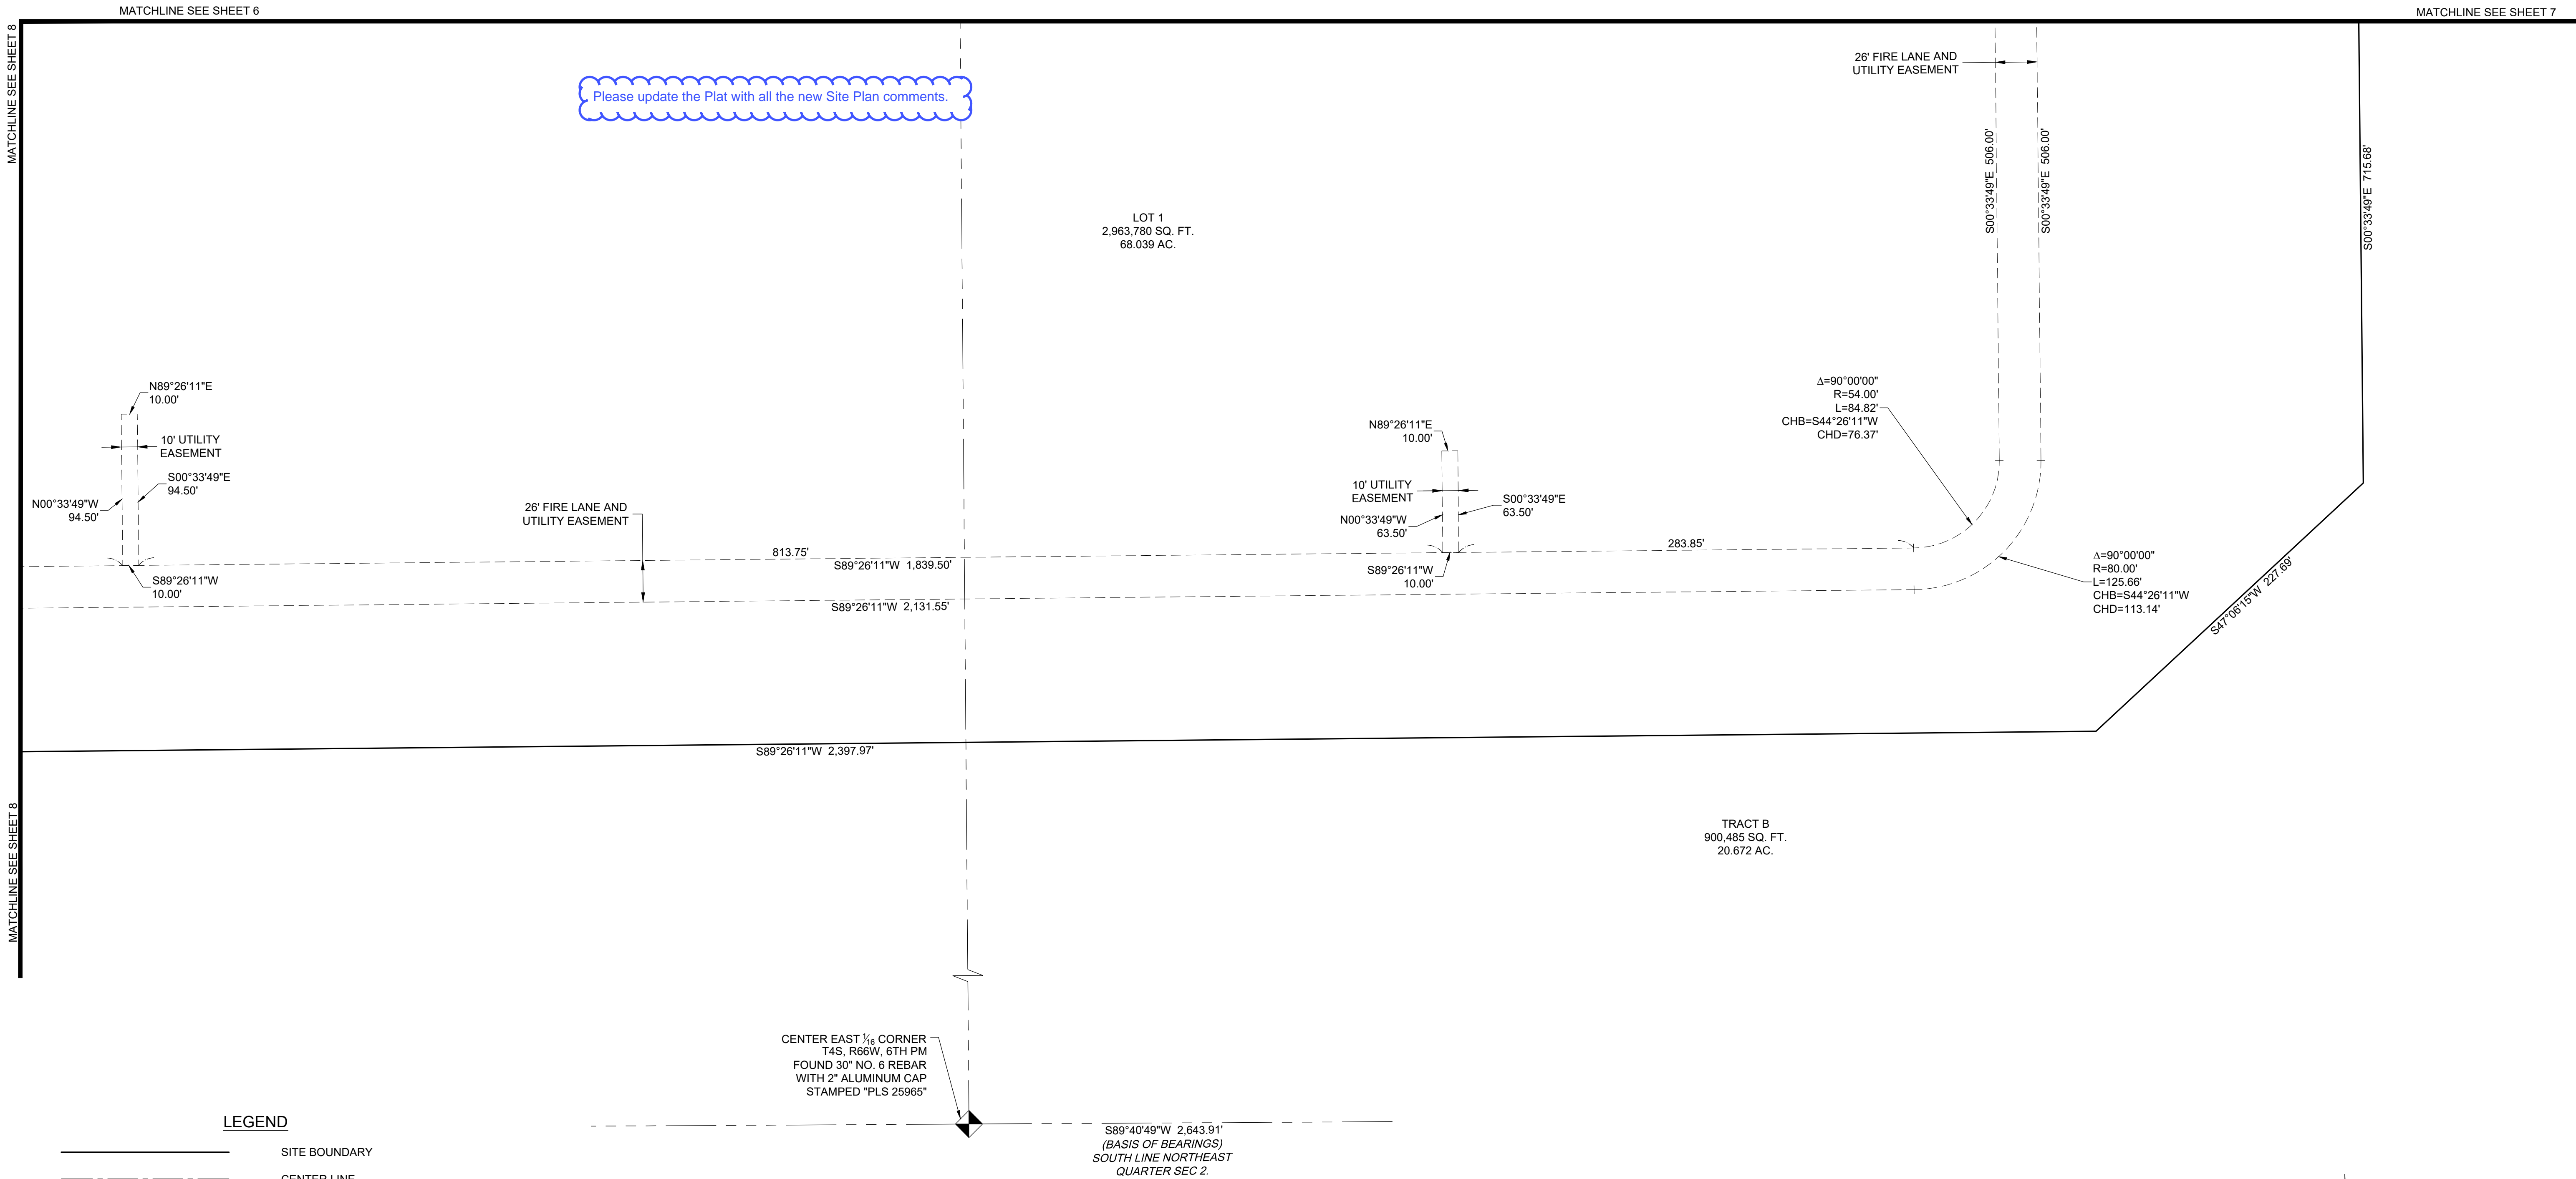 MATCHLINE SEE SHEET 6
MATCHLINE SEE SHEET 7
MATCHLINE SEE SHEET 8
26' FIRE LANE AND
UTILITY EASEMENT
Please update the Plat with all the new Site Plan comments.
S00°33'49"E 506.00'
S00°33'49"E 506.00'
S00°33'49"E 715.68'
LOT 1
2,963,780 SQ. FT.
68.039 AC.
N89°26'11"E
10.00'
10' UTILITY
EASEMENT
S00°33'49"E
94.50'
N00°33'49"W
94.50'
S89°26'11"W
10.00'
26' FIRE LANE AND
UTILITY EASEMENT
813.75'
S89°26'11"W 1,839.50'
S89°26'11"W 2,131.55'
N89°26'11"E
10.00'
10' UTILITY
EASEMENT
S00°33'49"E
63.50'
N00°33'49"W
63.50'
S89°26'11"W
10.00'
283.85'
Δ=90°00'00"
R=54.00'
L=84.82'
CHB=S44°26'11"W
CHD=76.37'
Δ=90°00'00"
R=80.00'
L=125.66'
CHB=S44°26'11"W
CHD=113.14'
S47°06'15"W 227.69'
S89°26'11"W 2,397.97'
MATCHLINE SEE SHEET 8
TRACT B
900,485 SQ. FT.
20.672 AC.
CENTER EAST 1/16 CORNER
T4S, R66W, 6TH PM
FOUND 30" NO. 6 REBAR
WITH 2" ALUMINUM CAP
STAMPED "PLS 25965"
S89°40'49"W 2,643.91'
(BASIS OF BEARINGS)
SOUTH LINE NORTHEAST
QUARTER SEC 2.
LEGEND
SITE BOUNDARY
CENTER LINE